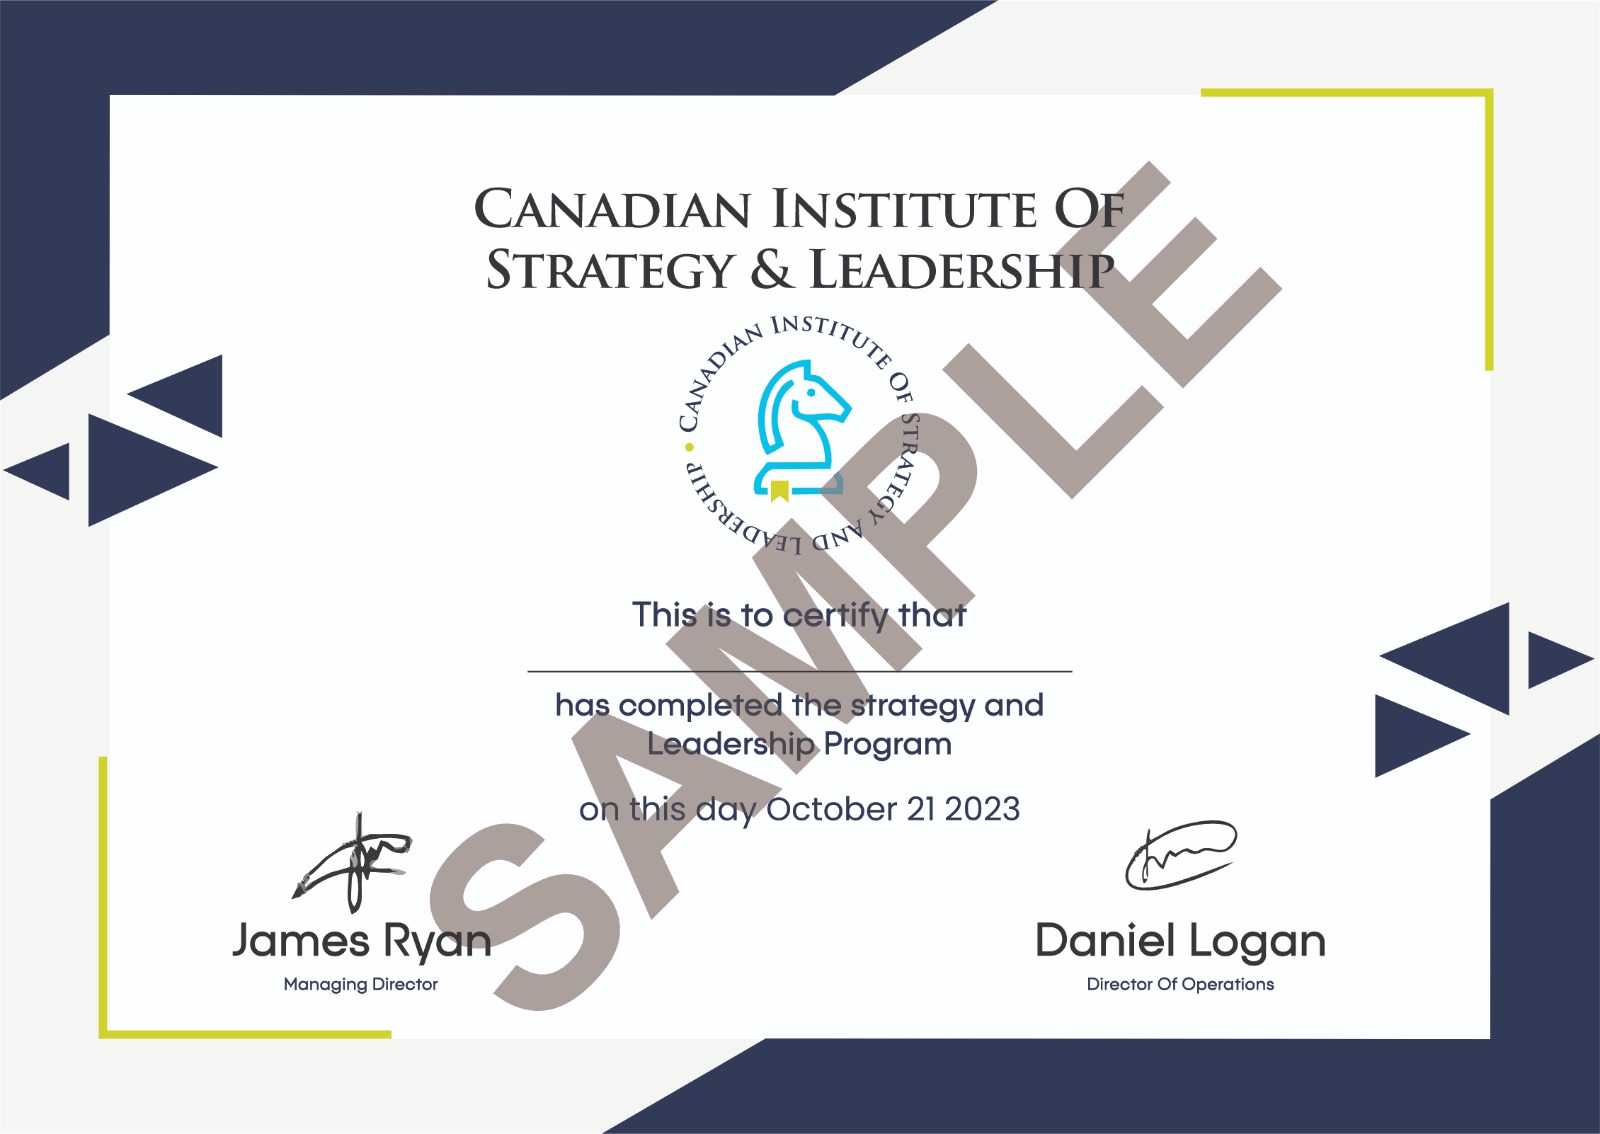 CANADIAN INSTITUTE OF
STRATEGY & LEADERSHIP
CANADIAN INSTITUTE OF STRATEGY AND LEADERSHIP •
This is to certify that
has completed the strategy and
Leadership Program
on this day October 21 2023
James Ryan
Managing Director
Daniel Logan
Director Of Operations
SAMPLE